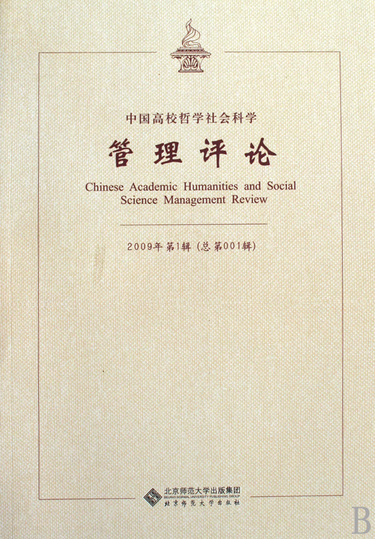 中国高校哲学社会科学
管理评论
Chinese Academic Humanities and Social
Science Management Review
2009年第1辑 (总第001辑)
北京师范大学出版集团
北京师范大学出版社
B